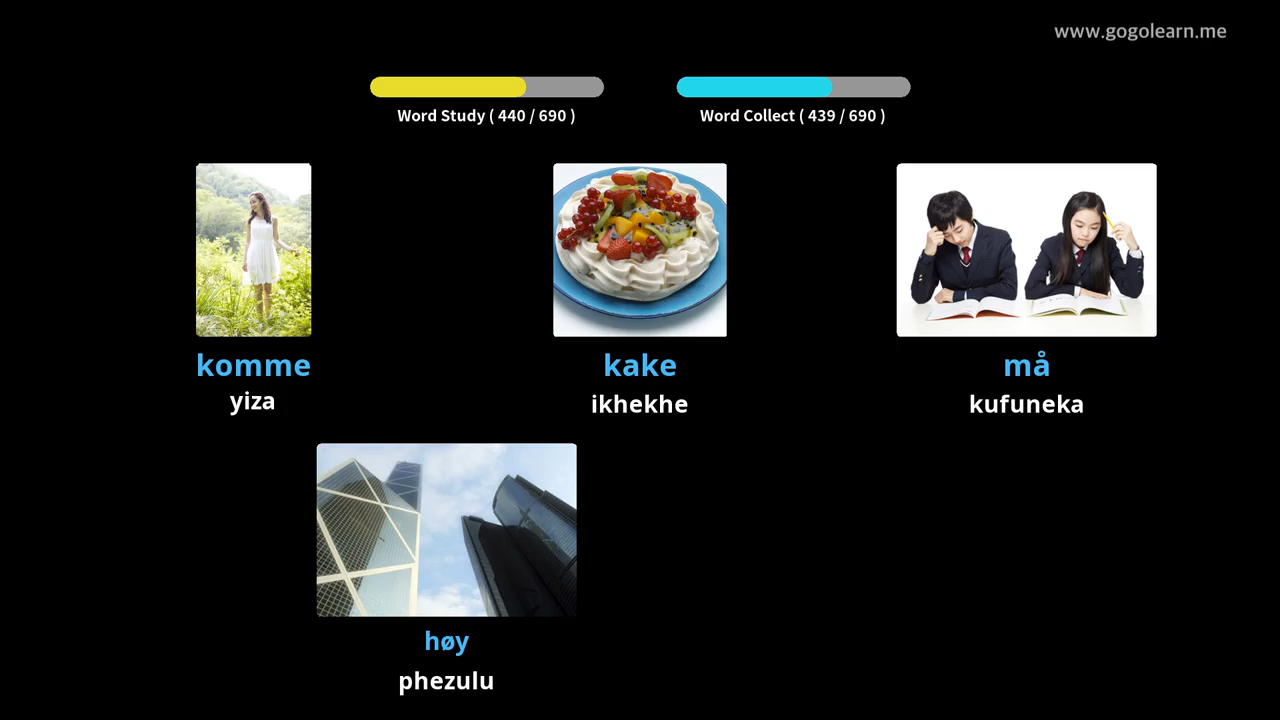 www.gogolearn.me
Word Study ( 440 / 690 )
Word Collect ( 439 / 690 )
komme
yiza
kake
ikhekhe
må
kufuneka
høy
phezulu